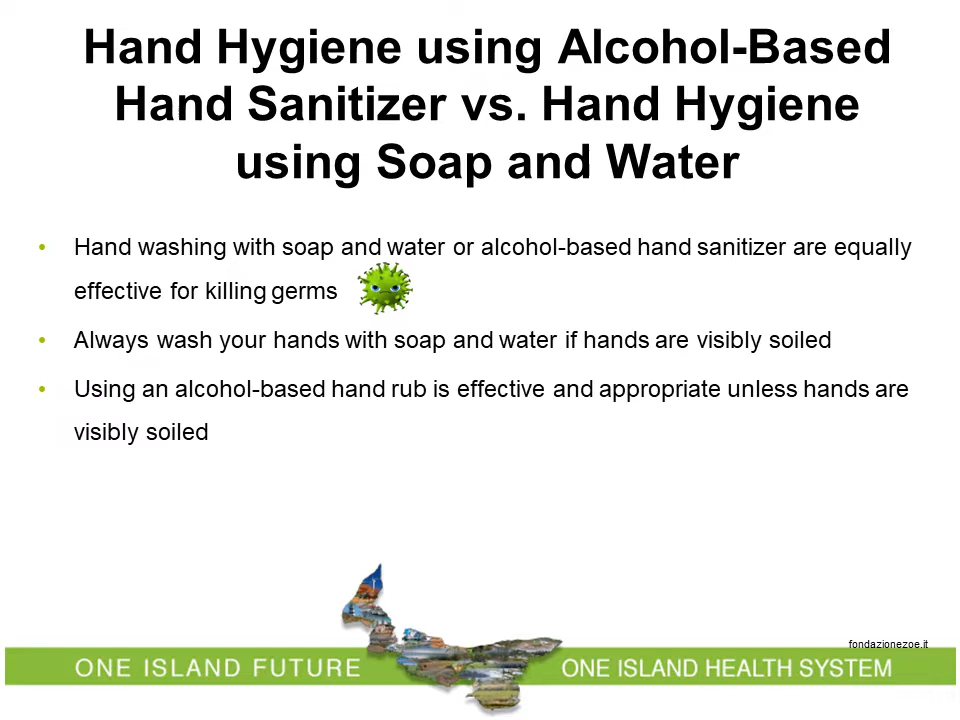 Hand Hygiene using Alcohol-Based
Hand Sanitizer vs. Hand Hygiene
using Soap and Water
• Hand washing with soap and water or alcohol-based hand sanitizer are equally
effective for killing germs
• Always wash your hands with soap and water if hands are visibly soiled
• Using an alcohol-based hand rub is effective and appropriate unless hands are
visibly soiled
fondazionezoe.it
ONE ISLAND FUTURE ONE ISLAND HEALTH SYSTEM